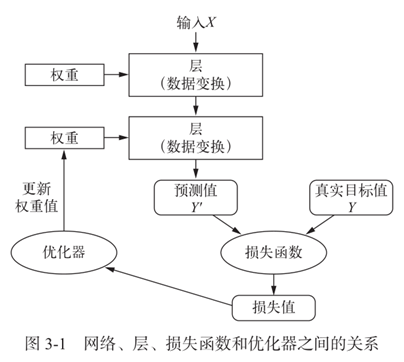 输入X
权重
层
（数据变换）
权重
层
（数据变换）
更新
权重值
预测值
Y'
真实目标值
Y
优化器
损失函数
损失值
图 3-1 网络、层、损失函数和优化器之间的关系